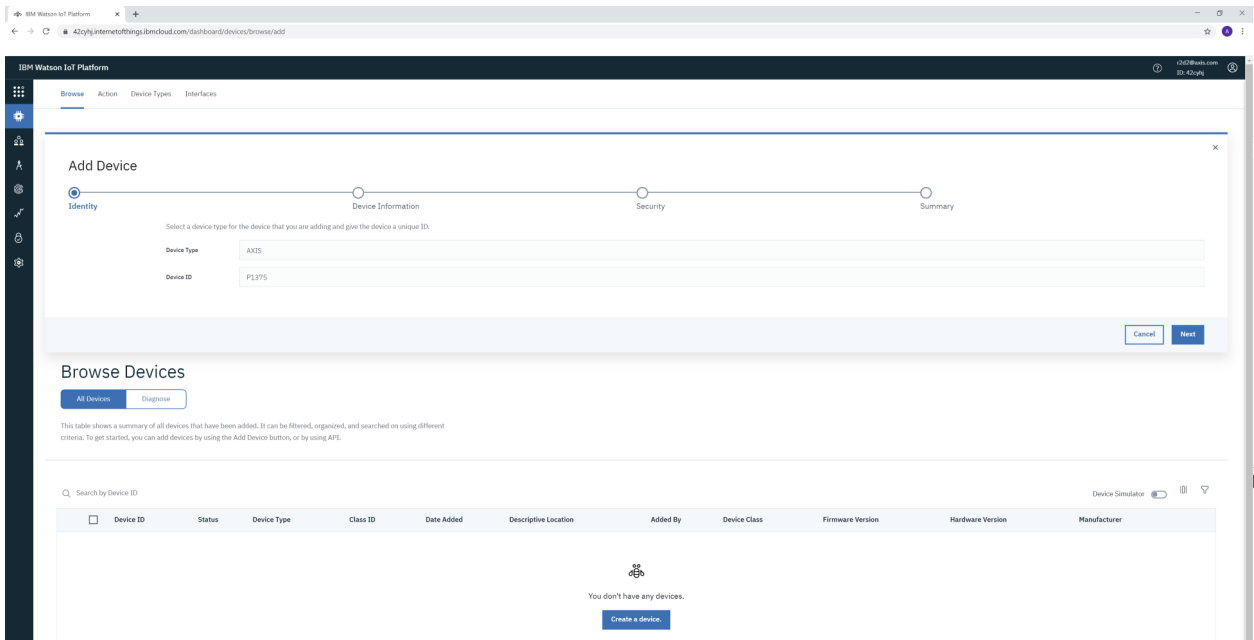 IBM Watson IoT Platform
42cyhj.internetofthings.ibmcloud.com/dashboard/devices/browse/add
A
IBM Watson IoT Platform
r2d2@axis.com
ID: 42cyhj
Browse Action Device Types Interfaces
Add Device
Identity Device Information Security Summary
Select a device type for the device that you are adding and give the device a unique ID.
Device Type AXIS
Device ID P1375
Cancel Next
Browse Devices
All Devices Diagnose
This table shows a summary of all devices that have been added. It can be filtered, organized, and searched on using different
criteria. To get started, you can add devices by using the Add Device button, or by using API.
Search by Device ID Device Simulator
Device ID Status Device Type Class ID Date Added Descriptive Location Added By Device Class Firmware Version Hardware Version Manufacturer
You don't have any devices.
Create a device.